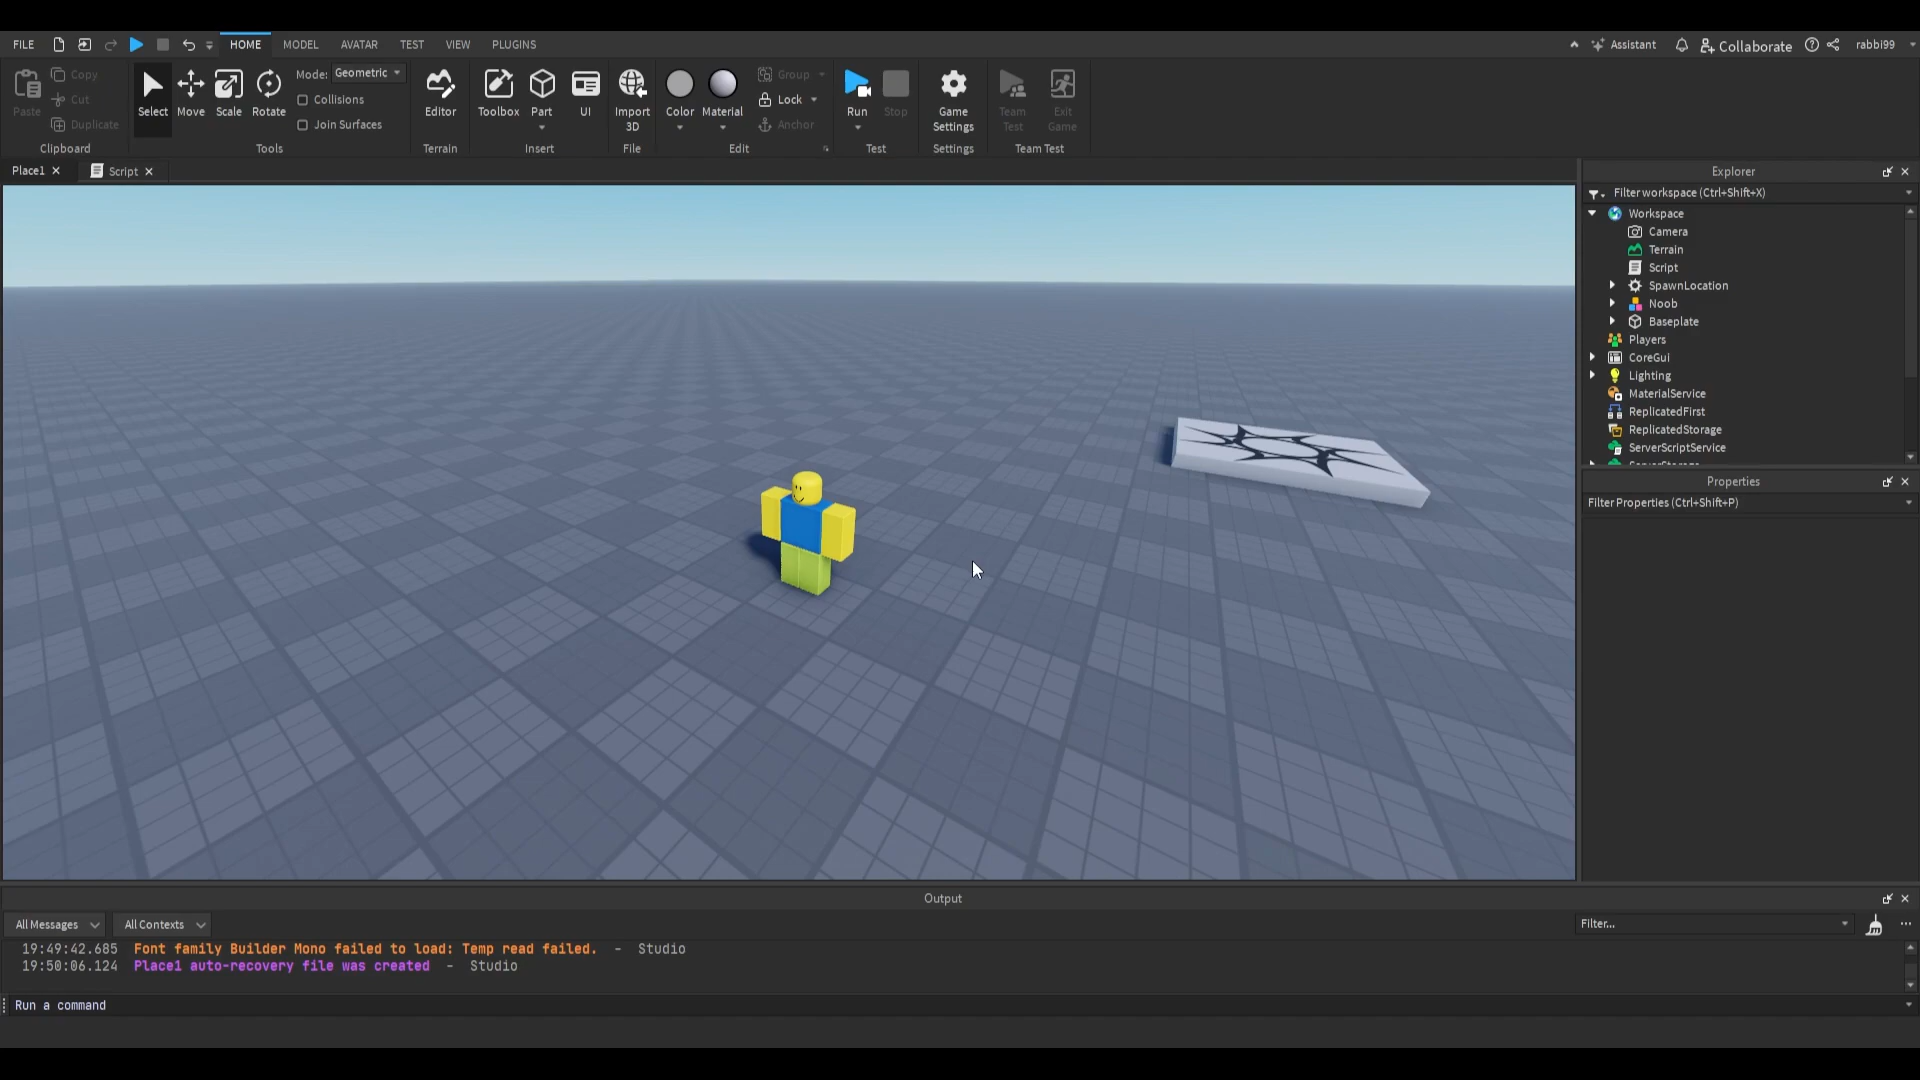 FILE HOME MODEL AVATAR TEST VIEW PLUGINS Assistant Collaborate rabbi99
Paste Copy Cut Duplicate
Clipboard
Select Move Scale Rotate
Mode: Geometric
Collisions
Join Surfaces
Tools
Editor
Terrain
Toolbox Part UI
Insert
Import 3D
File
Color Material
Group
Lock
Anchor
Edit
Run Stop
Test
Game Settings
Settings
Team Test
Exit Game
Team Test
Place1 Script
Explorer
Filter workspace (Ctrl+Shift+X)
Workspace
Camera
Terrain
Script
SpawnLocation
Noob
Baseplate
Players
CoreGui
Lighting
MaterialService
ReplicatedFirst
ReplicatedStorage
ServerScriptService
Properties
Filter Properties (Ctrl+Shift+P)
Output
All Messages All Contexts Filter...
19:49:42.685 Font family Builder Mono failed to load: Temp read failed. - Studio
19:50:06.124 Place1 auto-recovery file was created - Studio
Run a command